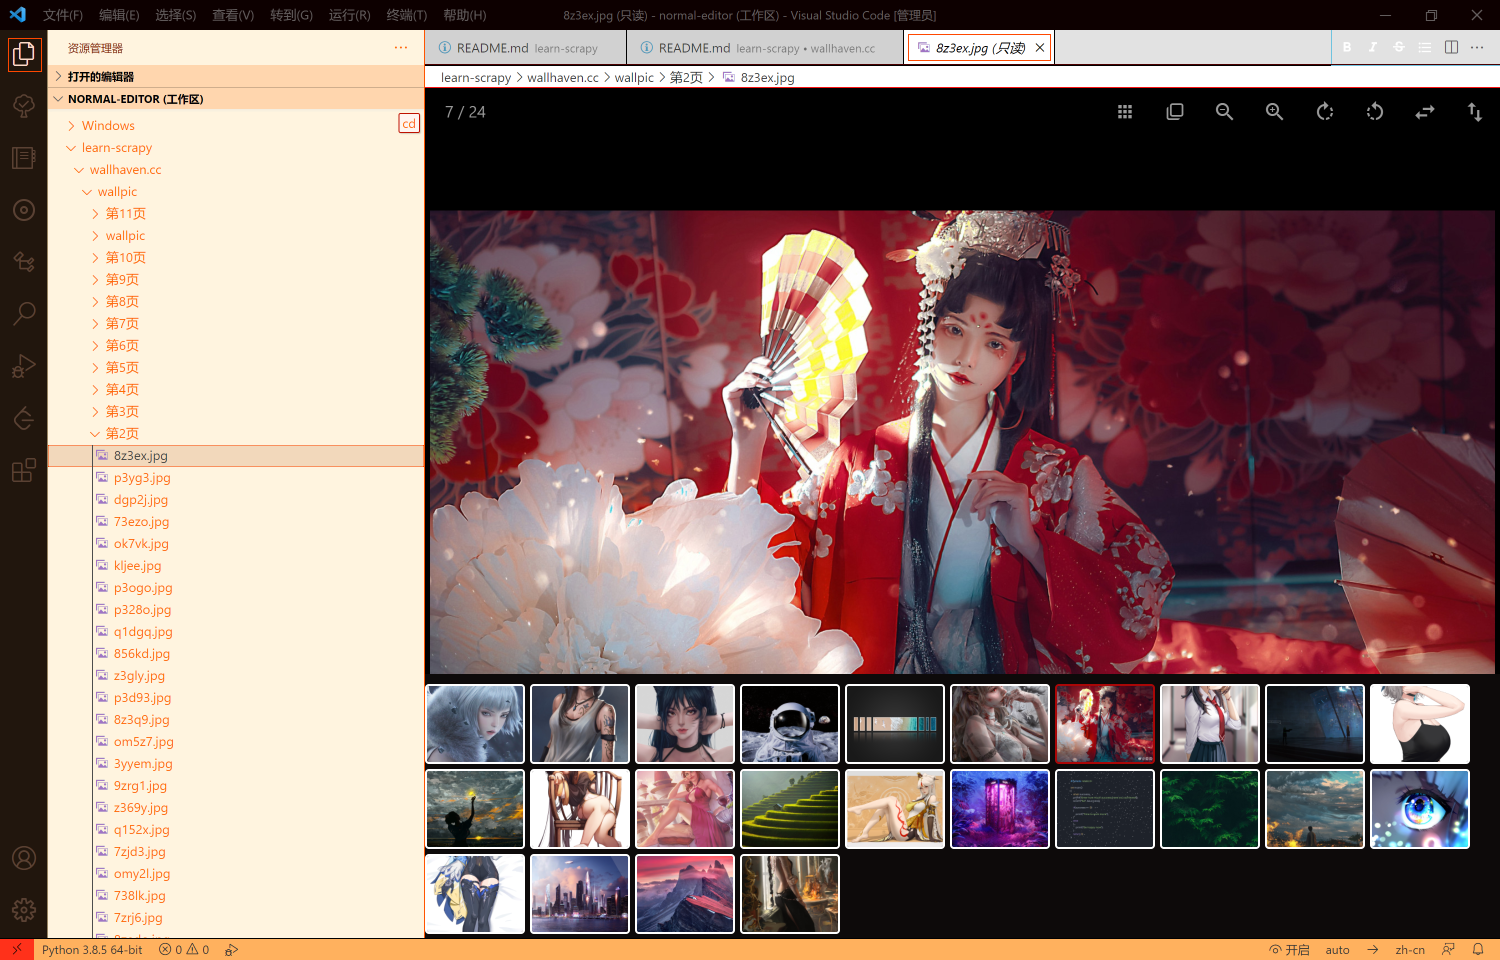 文件(F) 编辑(E) 选择(S) 查看(V) 转到(G) 运行(R) 终端(T) 帮助(H) 8z3ex.jpg (只读) - normal-editor (工作区) - Visual Studio Code [管理员]
资源管理器
README.md learn-scrapy
README.md learn-scrapy • wallhaven.cc
8z3ex.jpg (只读)
learn-scrapy > wallhaven.cc > wallpic > 第2页 > 8z3ex.jpg
打开的编辑器
NORMAL-EDITOR (工作区)
Windows
cd
learn-scrapy
wallhaven.cc
wallpic
第11页
wallpic
第10页
第9页
第8页
第7页
第6页
第5页
第4页
第3页
第2页
8z3ex.jpg
p3yg3.jpg
dgp2j.jpg
73ezo.jpg
ok7vk.jpg
kljee.jpg
p3ogo.jpg
p328o.jpg
q1dgq.jpg
856kd.jpg
z3gly.jpg
p3d93.jpg
8z3q9.jpg
om5z7.jpg
3yyem.jpg
9zrg1.jpg
z369y.jpg
q152x.jpg
7zjd3.jpg
omy2l.jpg
738lk.jpg
7zrj6.jpg
7 / 24
Python 3.8.5 64-bit 0 0 开启 auto zh-cn